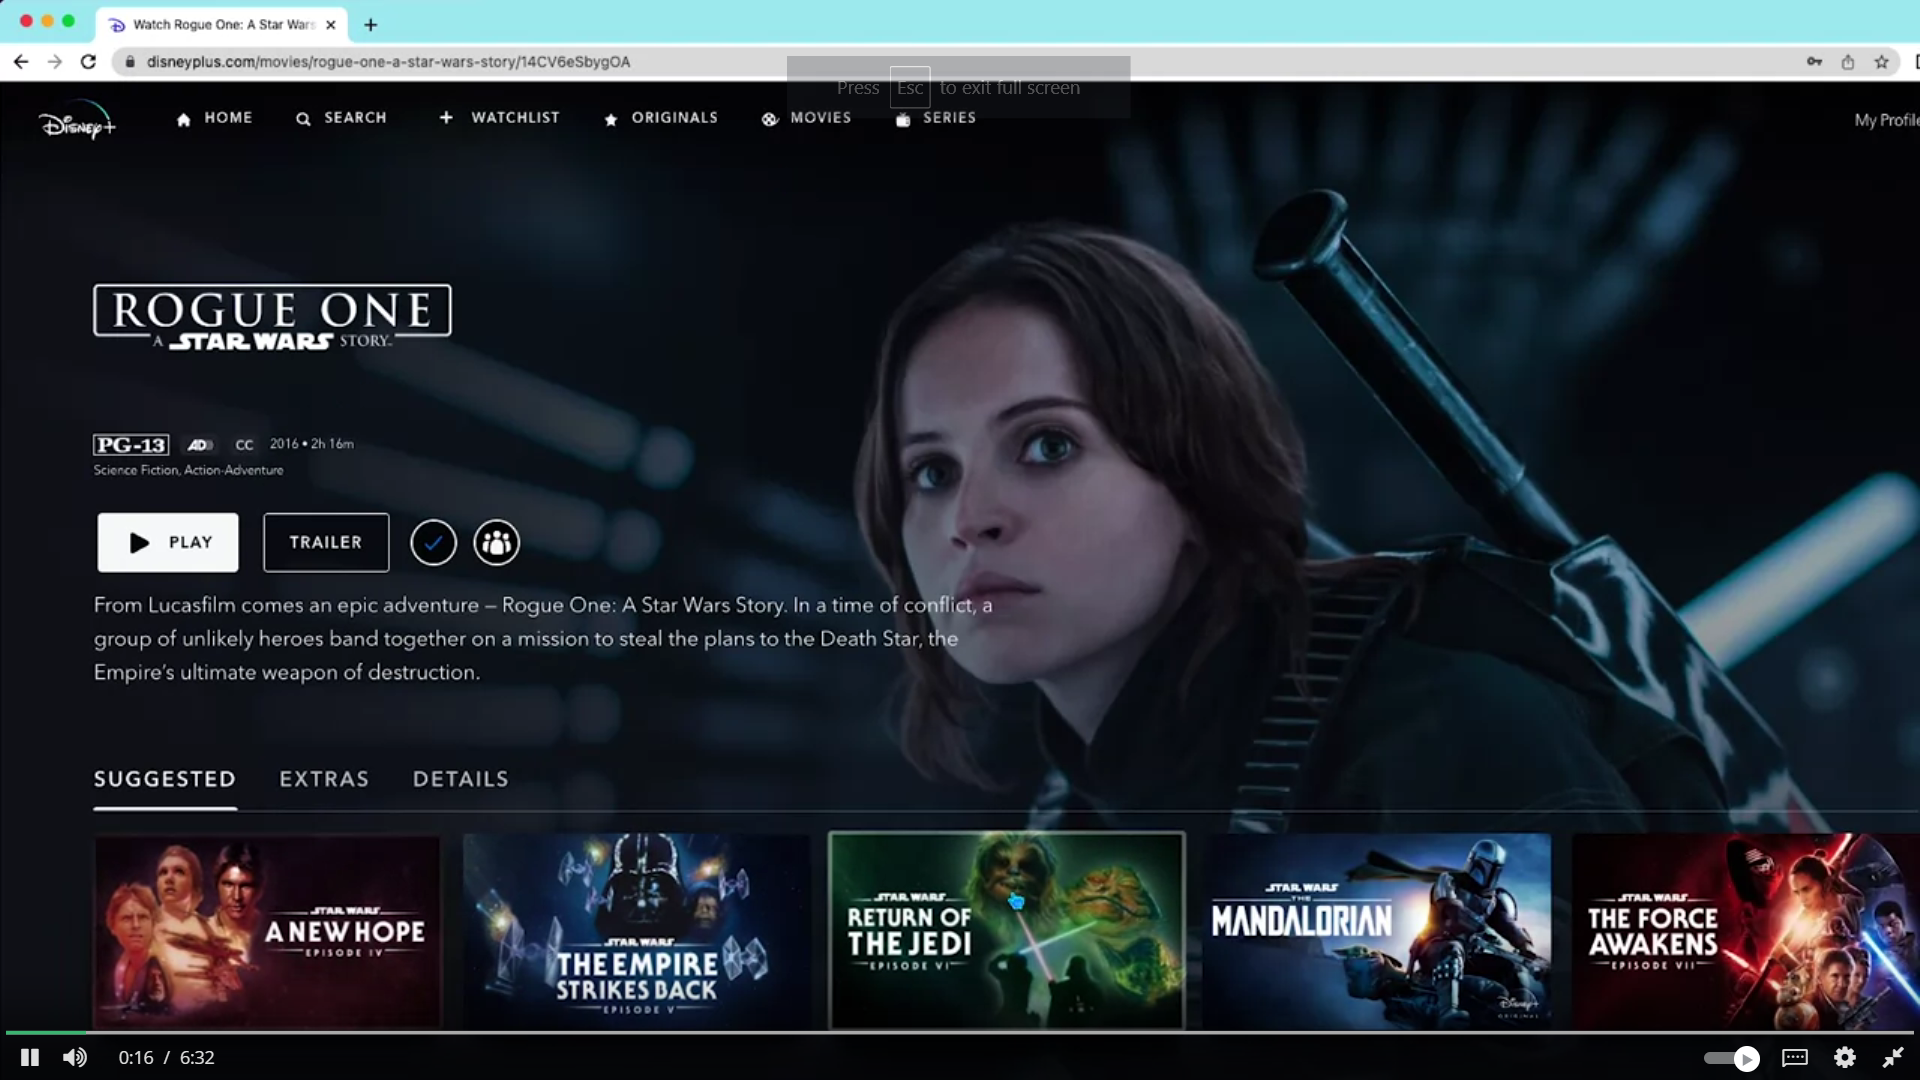 Watch Rogue One: A Star Wars
disneyplus.com/movies/rogue-one-a-star-wars-story/14CV6eSbygOA
Press Esc to exit full screen
Disney+
HOME
SEARCH
WATCHLIST
ORIGINALS
MOVIES
SERIES
My Profile
ROGUE ONE
A STAR WARS STORY
PG-13 AD CC 2016 • 2h 16m
Science Fiction, Action-Adventure
PLAY
TRAILER
From Lucasfilm comes an epic adventure – Rogue One: A Star Wars Story. In a time of conflict, a
group of unlikely heroes band together on a mission to steal the plans to the Death Star, the
Empire's ultimate weapon of destruction.
SUGGESTED
EXTRAS
DETAILS
STAR WARS
A NEW HOPE
EPISODE IV
STAR WARS
THE EMPIRE
STRIKES BACK
EPISODE V
STAR WARS
RETURN OF
THE JEDI
EPISODE VI
STAR WARS
THE
MANDALORIAN
Disney+
ORIGINAL
STAR WARS
THE FORCE
AWAKENS
EPISODE VII
0:16 / 6:32